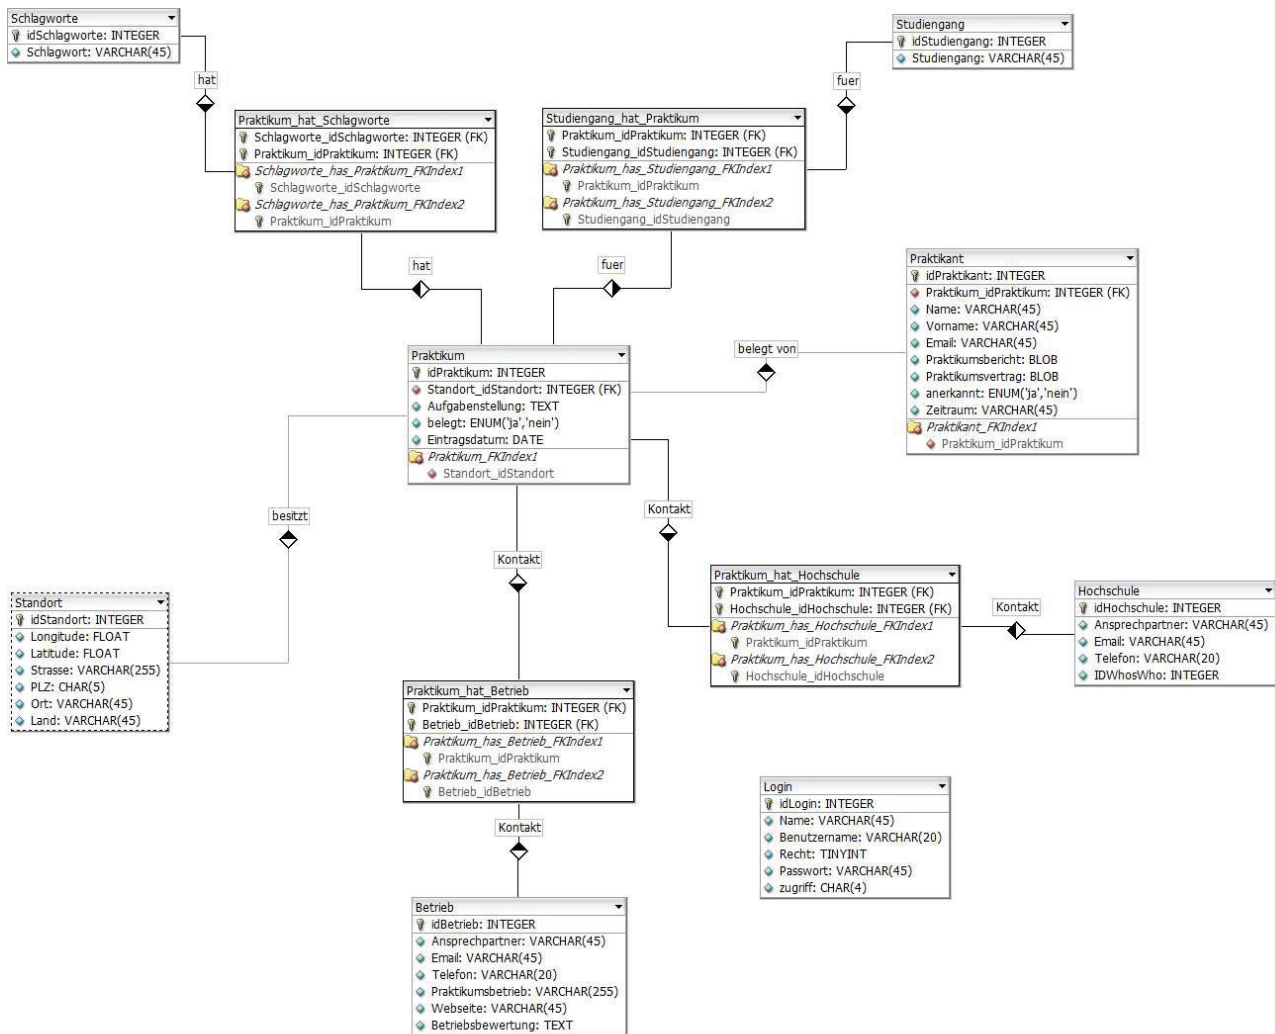 Schlagworte
idSchlagworte: INTEGER
Schlagwort: VARCHAR(45)
hat
Praktikum_hat_Schlagworte
Schlagworte_idSchlagworte: INTEGER (FK)
Praktikum_idPraktikum: INTEGER (FK)
Schlagworte_has_Praktikum_FKIndex1
Schlagworte_idSchlagworte
Schlagworte_has_Praktikum_FKIndex2
Praktikum_idPraktikum
hat
Studiengang
idStudiengang: INTEGER
Studiengang: VARCHAR(45)
fuer
Studiengang_hat_Praktikum
Praktikum_idPraktikum: INTEGER (FK)
Studiengang_idStudiengang: INTEGER (FK)
Praktikum_has_Studiengang_FKIndex1
Praktikum_idPraktikum
Praktikum_has_Studiengang_FKIndex2
Studiengang_idStudiengang
fuer
Praktikant
idPraktikant: INTEGER
Praktikum_idPraktikum: INTEGER (FK)
Name: VARCHAR(45)
Vorname: VARCHAR(45)
Email: VARCHAR(45)
Praktikumsbericht: BLOB
Praktikumsvertrag: BLOB
anerkannt: ENUM('ja','nein')
Zeitraum: VARCHAR(45)
Praktikant_FKIndex1
Praktikum_idPraktikum
belegt von
Praktikum
idPraktikum: INTEGER
Standort_idStandort: INTEGER (FK)
Aufgabenstellung: TEXT
belegt: ENUM('ja','nein')
Eintragsdatum: DATE
Praktikum_FKIndex1
Standort_idStandort
besitzt
Kontakt
Kontakt
Standort
idStandort: INTEGER
Longitude: FLOAT
Latitude: FLOAT
Strasse: VARCHAR(255)
PLZ: CHAR(5)
Ort: VARCHAR(45)
Land: VARCHAR(45)
Praktikum_hat_Hochschule
Praktikum_idPraktikum: INTEGER (FK)
Hochschule_idHochschule: INTEGER (FK)
Praktikum_has_Hochschule_FKIndex1
Praktikum_idPraktikum
Praktikum_has_Hochschule_FKIndex2
Hochschule_idHochschule
Kontakt
Hochschule
idHochschule: INTEGER
Ansprechpartner: VARCHAR(45)
Email: VARCHAR(45)
Telefon: VARCHAR(20)
IDWhosWho: INTEGER
Praktikum_hat_Betrieb
Praktikum_idPraktikum: INTEGER (FK)
Betrieb_idBetrieb: INTEGER (FK)
Praktikum_has_Betrieb_FKIndex1
Praktikum_idPraktikum
Praktikum_has_Betrieb_FKIndex2
Betrieb_idBetrieb
Kontakt
Login
idLogin: INTEGER
Name: VARCHAR(45)
Benutzername: VARCHAR(20)
Recht: TINYINT
Passwort: VARCHAR(45)
zugriff: CHAR(4)
Betrieb
idBetrieb: INTEGER
Ansprechpartner: VARCHAR(45)
Email: VARCHAR(45)
Telefon: VARCHAR(20)
Praktikumsbetrieb: VARCHAR(255)
Webseite: VARCHAR(45)
Betriebsbewertung: TEXT